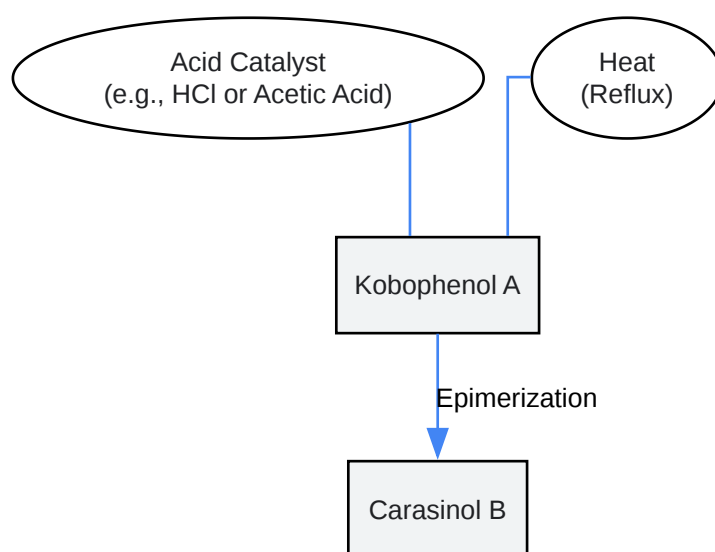 Acid Catalyst
(e.g., HCl or Acetic Acid)
Heat
(Reflux)
Kobophenol A
Epimerization
Carasinol B